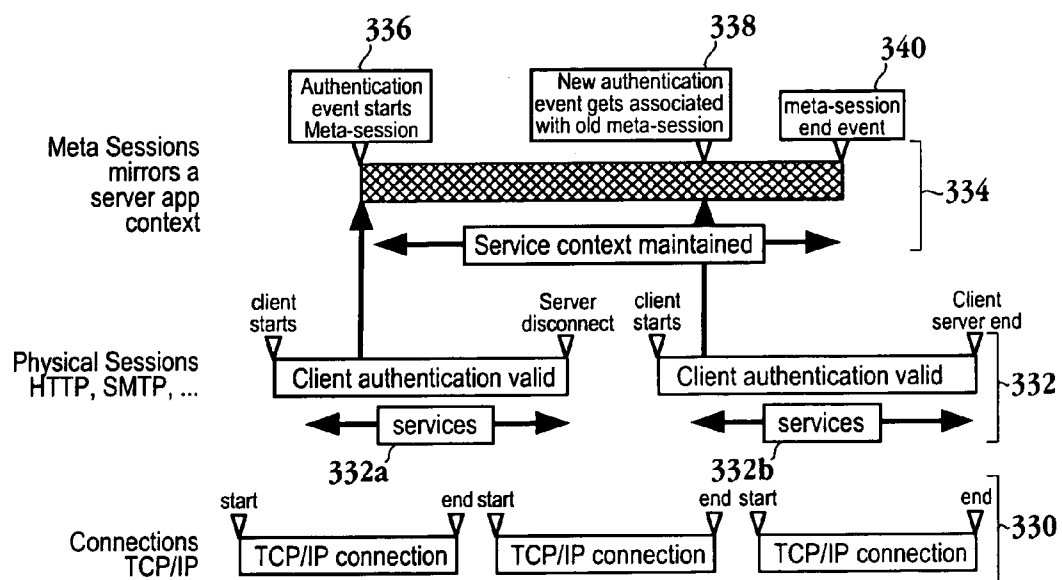 336
338
340
Authentication
event starts
Meta-session
New authentication
event gets associated
with old meta-session
meta-session
end event
Meta Sessions
mirrors a
server app
context
334
Service context maintained
client
starts
Server
disconnect
client
starts
Client
server end
Physical Sessions
HTTP, SMTP, ...
Client authentication valid
Client authentication valid
332
services
services
332a
332b
start
end
start
end
start
end
330
Connections
TCP/IP
TCP/IP connection
TCP/IP connection
TCP/IP connection